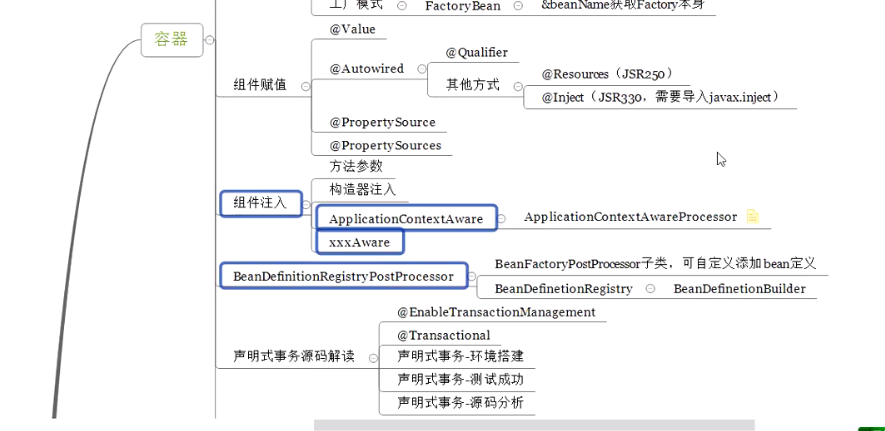 工厂模式 FactoryBean &beanName获取Factory本身
容器
组件赋值
@Value
@Autowired
@Qualifier
其他方式
@Resources（JSR250）
@Inject（JSR330，需要导入javax.inject）
@PropertySource
@PropertySources
组件注入
方法参数
构造器注入
ApplicationContextAware ApplicationContextAwareProcessor
xxxAware
BeanDefinitionRegistryPostProcessor
BeanFactoryPostProcessor子类，可自定义添加bean定义
BeanDefinetionRegistry BeanDefinetionBuilder
声明式事务源码解读
@EnableTransactionManagement
@Transactional
声明式事务-环境搭建
声明式事务-测试成功
声明式事务-源码分析